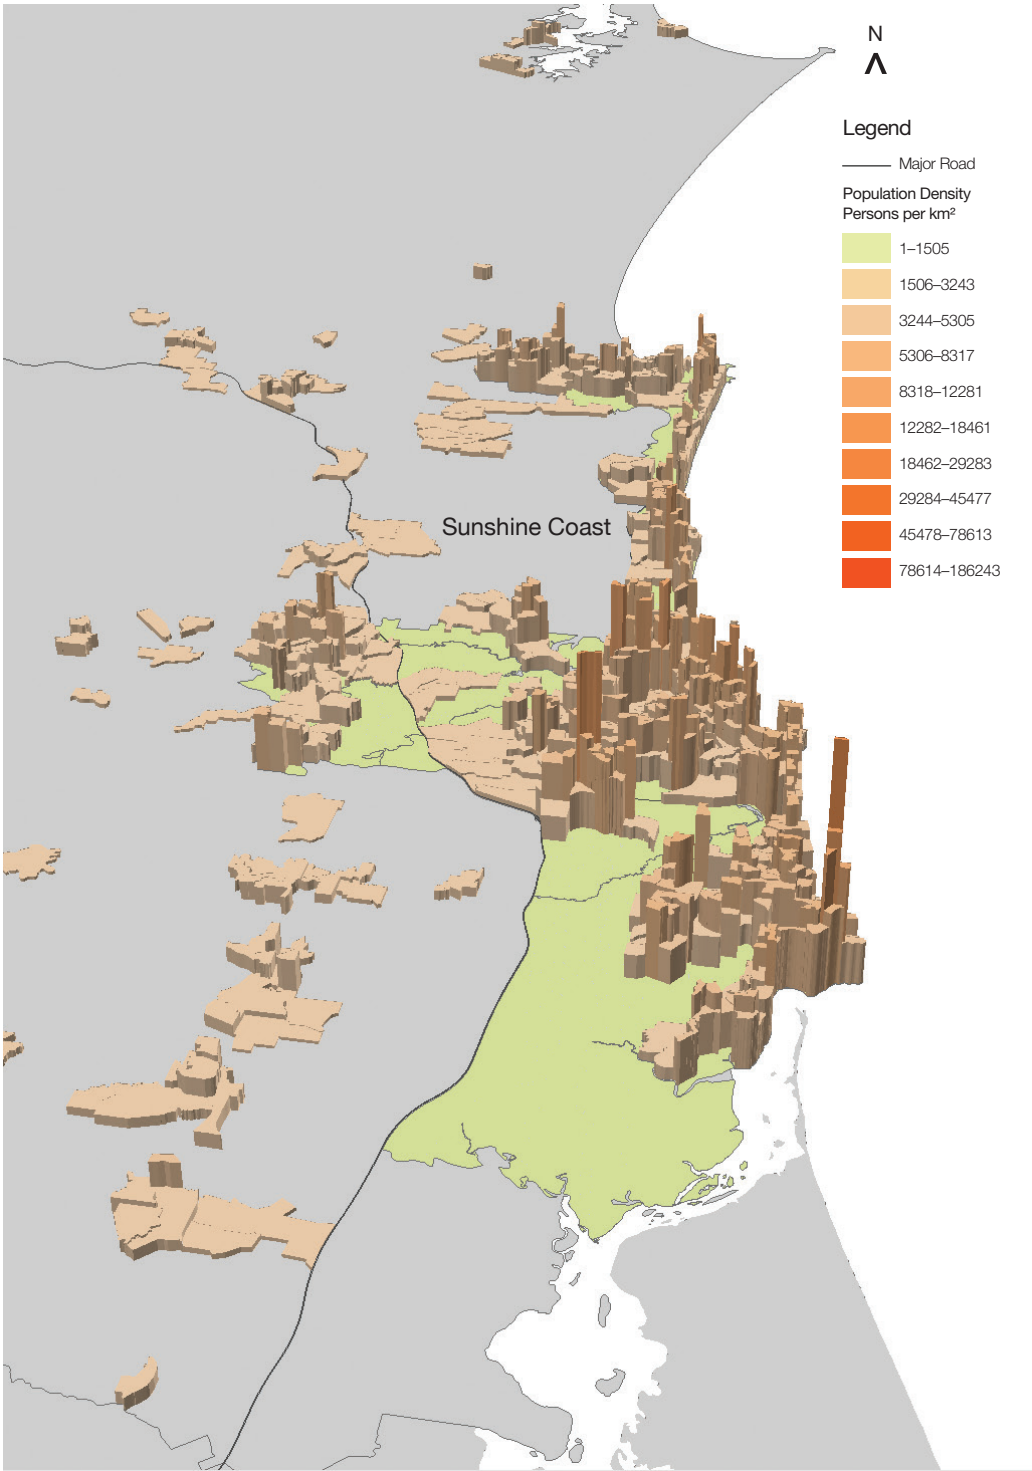 N
Legend
Major Road
Population Density
Persons per km²
1–1505
1506–3243
3244–5305
5306–8317
8318–12281
12282–18461
18462–29283
29284–45477
45478–78613
78614–186243
Sunshine Coast